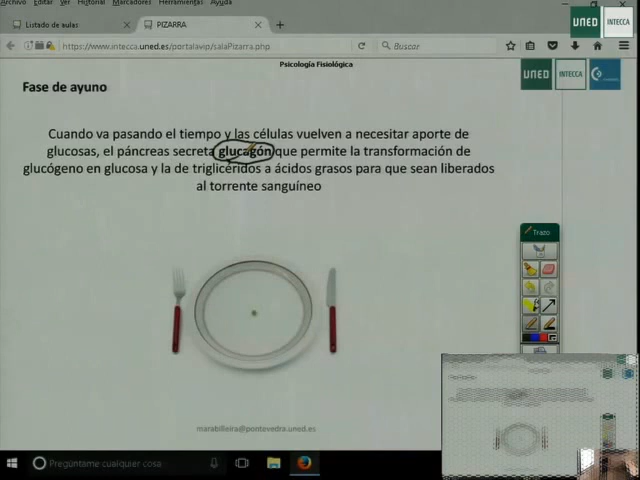 Archivo Editar Ver Historial Marcadores Herramientas Ayuda
Listado de aulas
PIZARRA
UNED
INTECCA
https://www.intecca.uned.es/portalavip/salaPizarra.php
Buscar
Psicología Fisiológica
UNED
INTECCA
Fase de ayuno
Cuando va pasando el tiempo y las células vuelven a necesitar aporte de
glucosas, el páncreas secreta glucagón que permite la transformación de
glucógeno en glucosa y la de triglicéridos a ácidos grasos para que sean liberados
al torrente sanguíneo
Trazo
marabilleira@pontevedra.uned.es
Pregúntame cualquier cosa